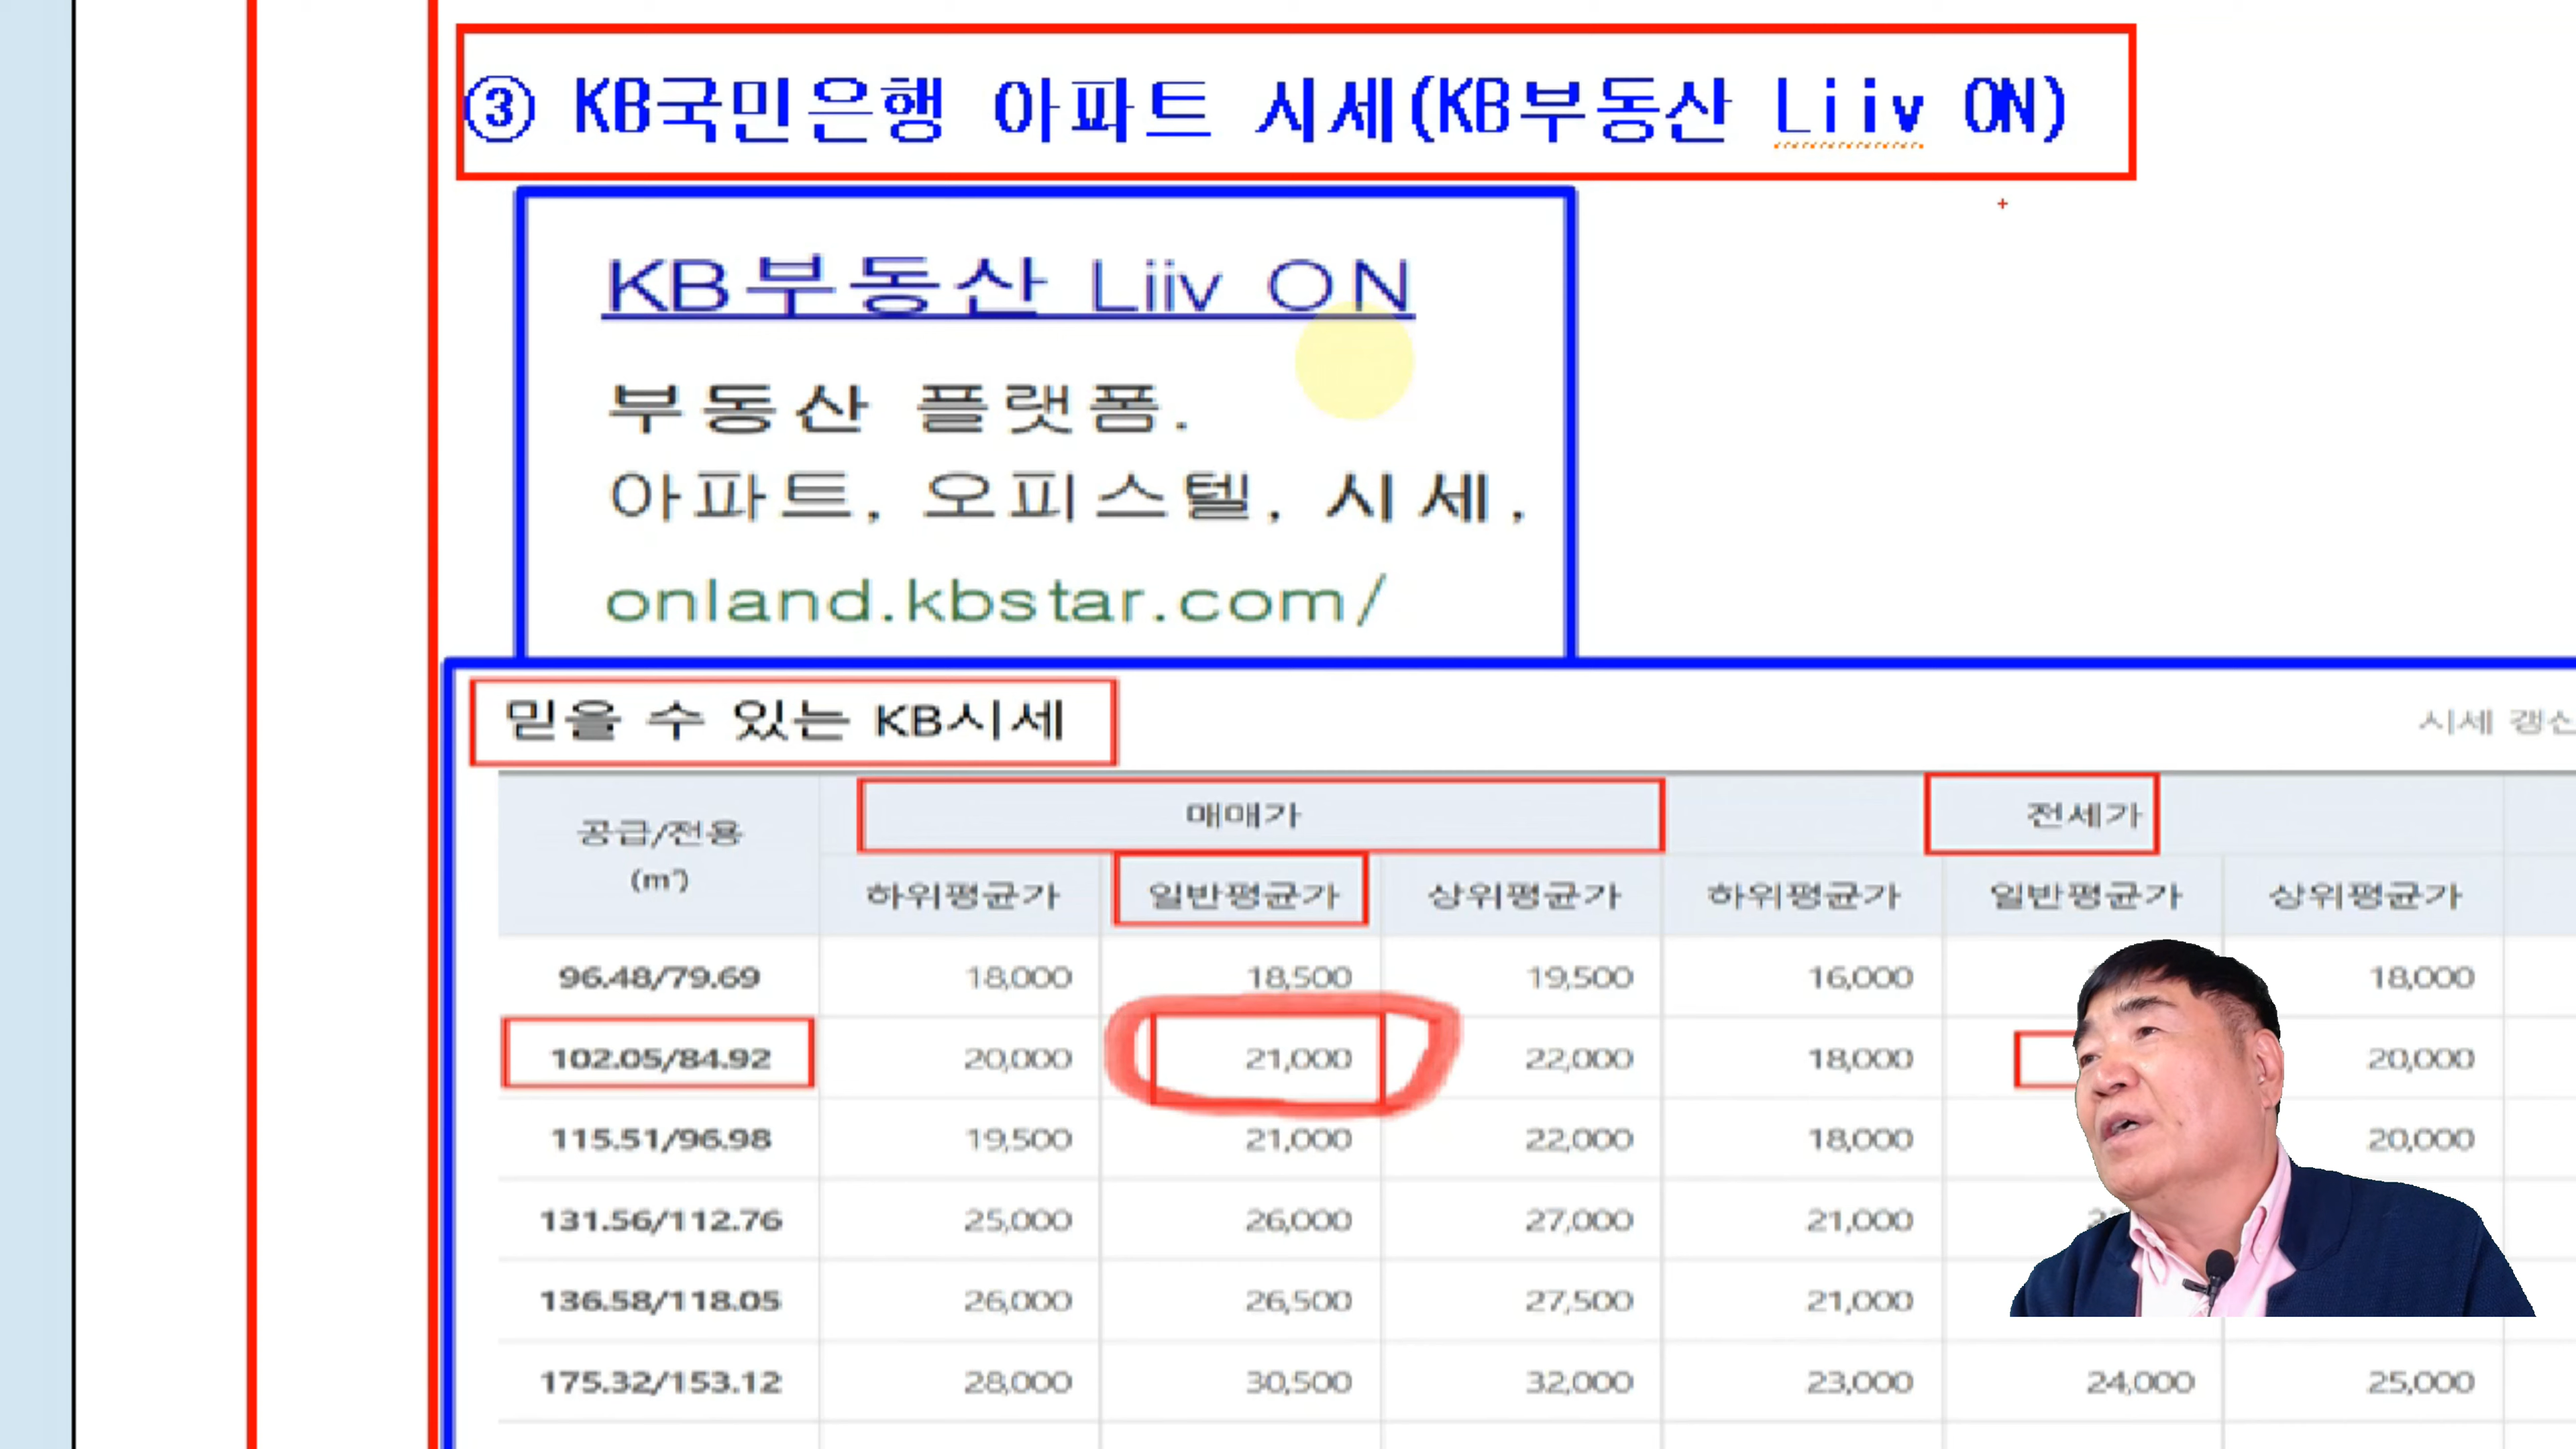 ③ KB국민은행 아파트 시세(KB부동산 Liiv ON)
KB부동산 Liiv ON
부동산 플랫폼.
아파트, 오피스텔, 시세,
onland.kbstar.com/
믿을 수 있는 KB시세
시세
공급/전용 매매가 전세가
(㎡)
하위평균가 일반평균가 상위평균가 하위평균가 일반평균가 상위평균가
96.48/79.69 18,000 18,500 19,500 16,000 18,000
102.05/84.92 20,000 21,000 22,000 18,000 20,000
115.51/96.98 19,500 21,000 22,000 18,000 20,000
131.56/112.76 25,000 26,000 27,000 21,000
136.58/118.05 26,000 26,500 27,500 21,000
175.32/153.12 28,000 30,500 32,000 23,000 24,000 25,000